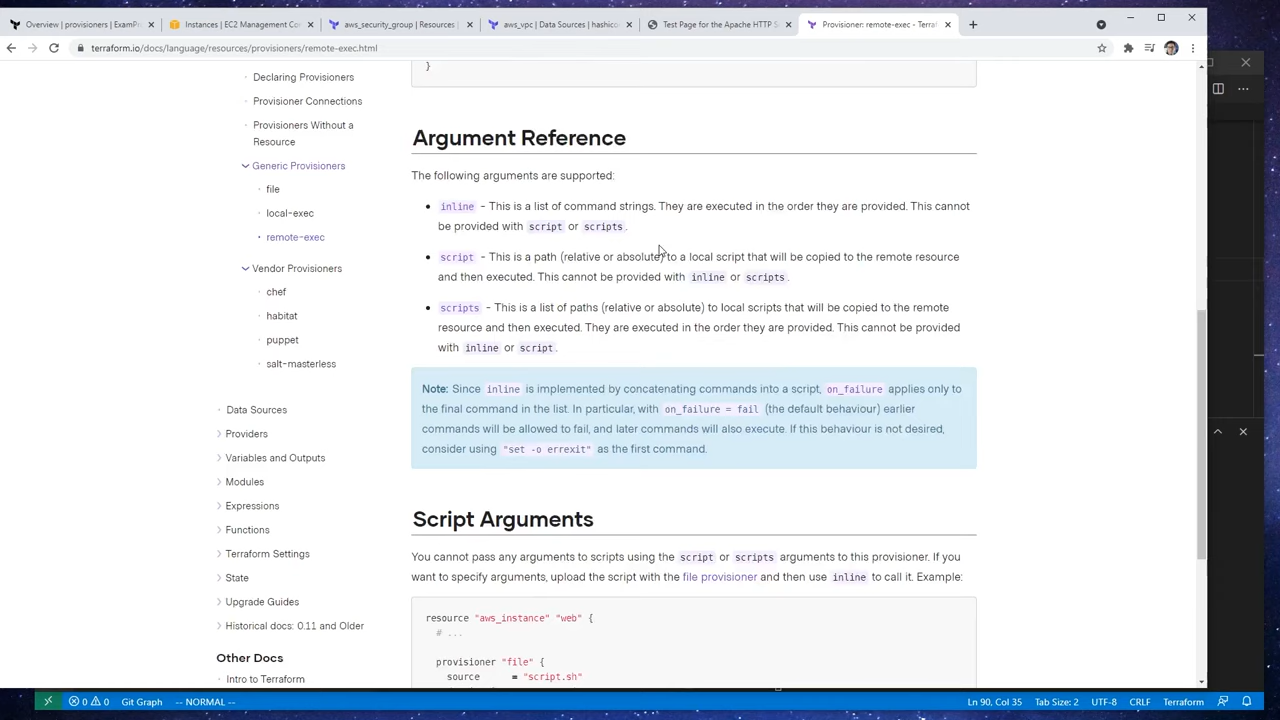 Overview | providers | ExamPr
Instances | EC2 Management Co
aws_security_group | Resources |
aws_vpc | Data Sources | hashico
Test Page for the Apache HTTP S
Provisioner: remote-exec - Terraf
terraform.io/docs/language/resources/provisioners/remote-exec.html
Declaring Provisioners
Provisioner Connections
Provisioners Without a
Resource
Generic Provisioners
file
local-exec
remote-exec
Vendor Provisioners
chef
habitat
puppet
salt-masterless
Data Sources
Providers
Variables and Outputs
Modules
Expressions
Functions
Terraform Settings
State
Upgrade Guides
Historical docs: 0.11 and Older
Other Docs
Intro to Terraform
}
Argument Reference
The following arguments are supported:
• inline - This is a list of command strings. They are executed in the order they are provided. This cannot
be provided with script or scripts.
• script - This is a path (relative or absolute) to a local script that will be copied to the remote resource
and then executed. This cannot be provided with inline or scripts.
• scripts - This is a list of paths (relative or absolute) to local scripts that will be copied to the remote
resource and then executed. They are executed in the order they are provided. This cannot be provided
with inline or script.
Note: Since inline is implemented by concatenating commands into a script, on_failure applies only to
the final command in the list. In particular, with on_failure = fail (the default behaviour) earlier
commands will be allowed to fail, and later commands will also execute. If this behaviour is not desired,
consider using "set -o errexit" as the first command.
Script Arguments
You cannot pass any arguments to scripts using the script or scripts arguments to this provisioner. If you
want to specify arguments, upload the script with the file provisioner and then use inline to call it. Example:
resource "aws_instance" "web" {
# ...
provisioner "file" {
source = "script.sh"
0 0 Git Graph -- NORMAL -- Ln 90, Col 35 Tab Size: 2 UTF-8 CRLF Terraform